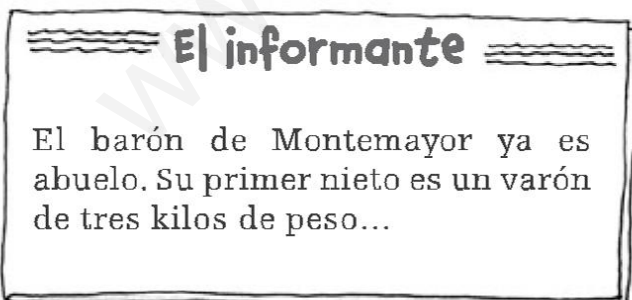 El informante
El barón de Montemayor ya es
abuelo. Su primer nieto es un varón
de tres kilos de peso...